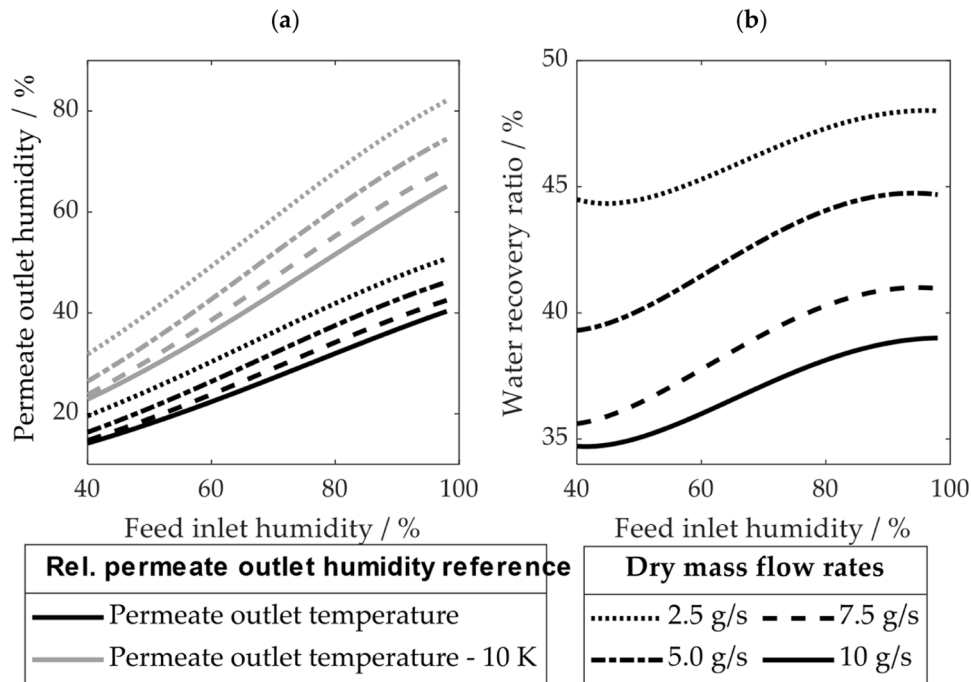 (a)
(b)
Permeate outlet humidity / %
80
60
40
20
40
60
80
100
Feed inlet humidity / %
Water recovery ratio / %
50
45
40
35
40
60
80
100
Feed inlet humidity / %
Rel. permeate outlet humidity reference
Permeate outlet temperature
Permeate outlet temperature - 10 K
Dry mass flow rates
2.5 g/s
7.5 g/s
5.0 g/s
10 g/s